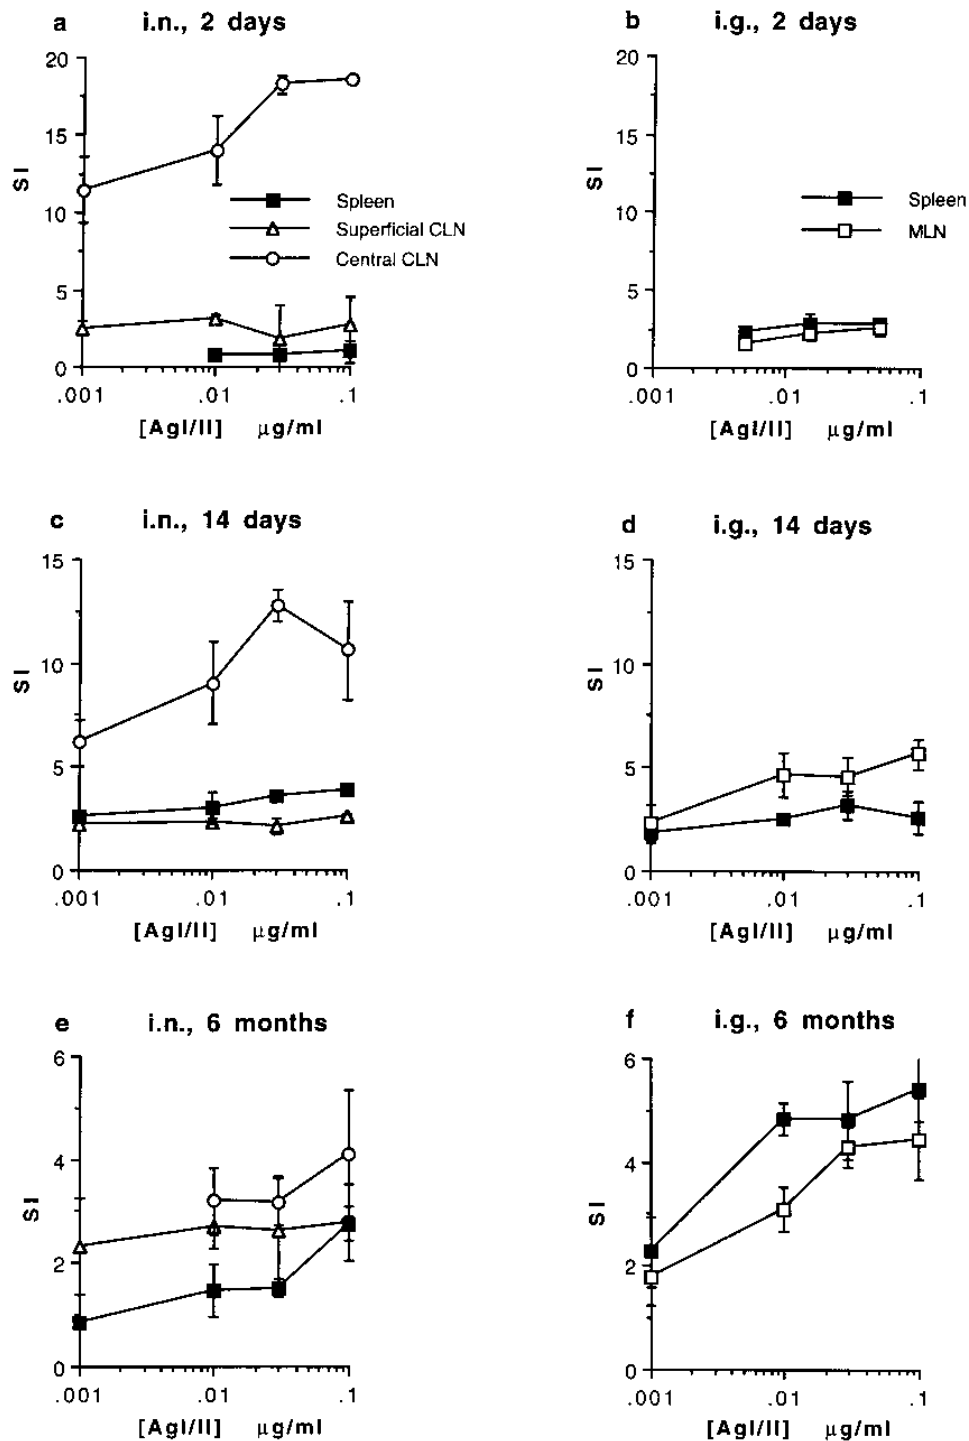 a i.n., 2 days
20
15
10
5
0
SI
Spleen
Superficial CLN
Central CLN
.001 .01 .1
[AgI/II] μg/ml
b i.g., 2 days
20
15
10
5
0
SI
Spleen
MLN
.001 .01 .1
[AgI/II] μg/ml
c i.n., 14 days
15
10
5
0
SI
.001 .01 .1
[AgI/II] μg/ml
d i.g., 14 days
15
10
5
0
SI
.001 .01 .1
[AgI/II] μg/ml
e i.n., 6 months
6
4
2
0
SI
.001 .01 .1
[AgI/II] μg/ml
f i.g., 6 months
6
4
2
0
SI
.001 .01 .1
[AgI/II] μg/ml